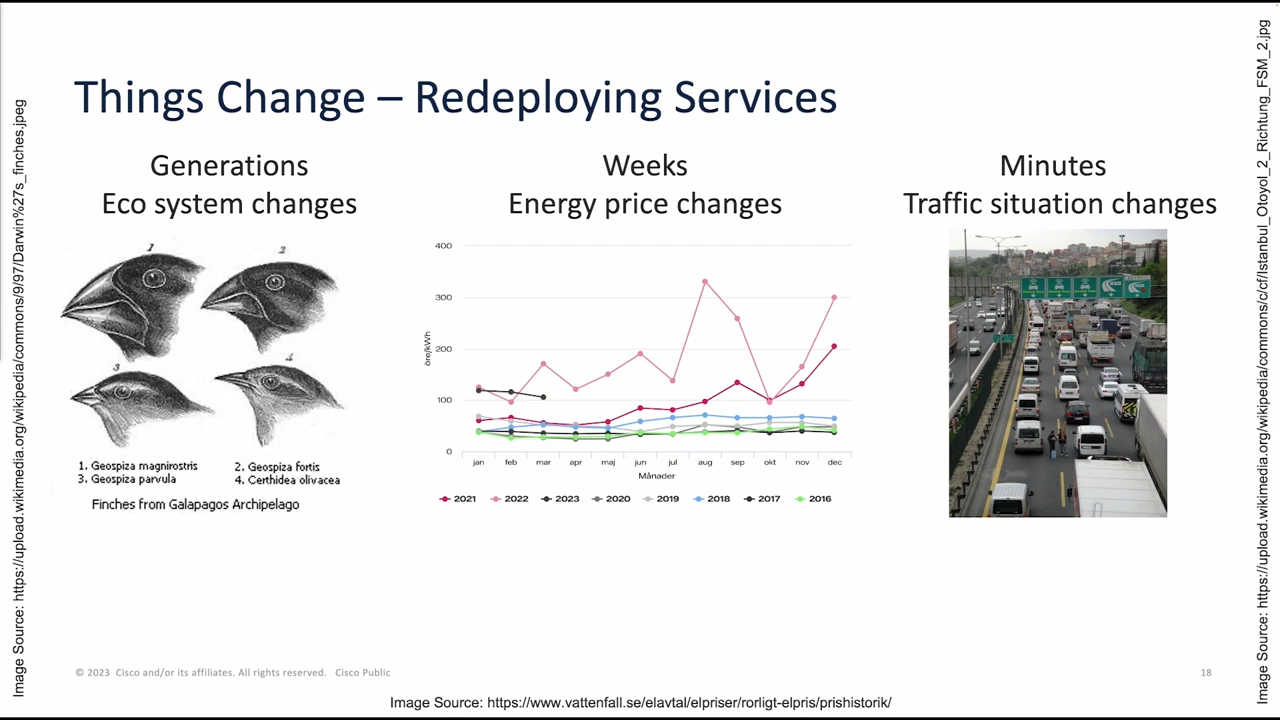 Things Change – Redeploying Services
Generations
Eco system changes
1
2
3
4
1. Geospiza magnirostris
2. Geospiza fortis
3. Geospiza parvula
4. Certhidea olivacea
Finches from Galapagos Archipelago
Weeks
Energy price changes
400
300
200
100
0
öre/kWh
jan feb mar apr maj jun jul aug sep okt nov dec
Månader
2021 2022 2023 2020 2019 2018 2017 2016
Minutes
Traffic situation changes
© 2023 Cisco and/or its affiliates. All rights reserved. Cisco Public
18
Image Source: https://www.vattenfall.se/elavtal/elpriser/rorligt-elpris/prishistorik/
Image Source: https://upload.wikimedia.org/wikipedia/commons/9/97/Darwin%27s_finches.jpeg
Image Source: https://upload.wikimedia.org/wikipedia/commons/c/cf/Istanbul_Otoyol_2_Richtung_FSM_2.jpg